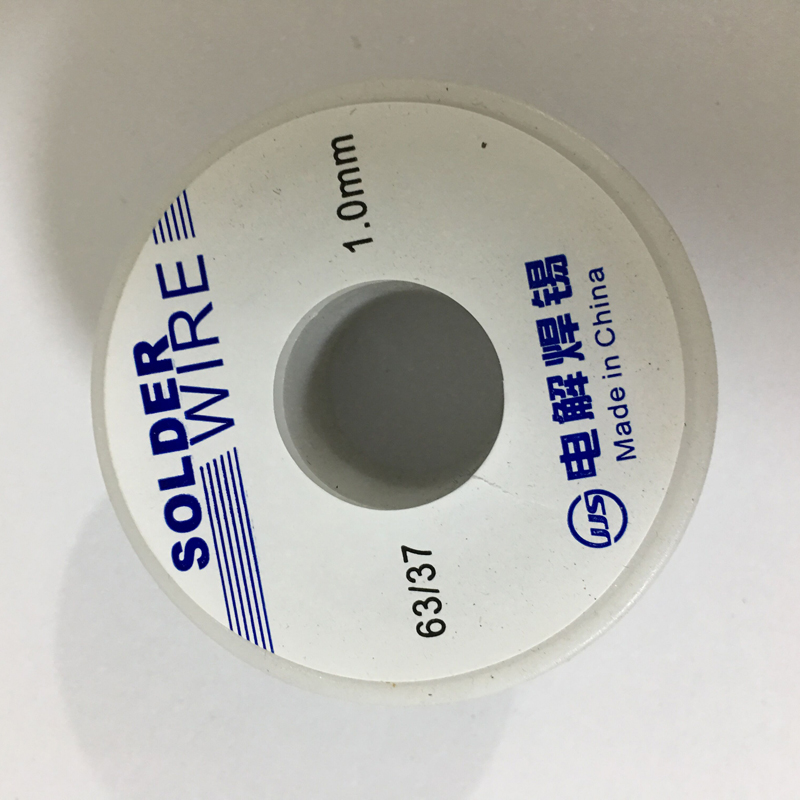 SOLDER
WIRE
63/37
1.0mm
电解焊锡
Made in China